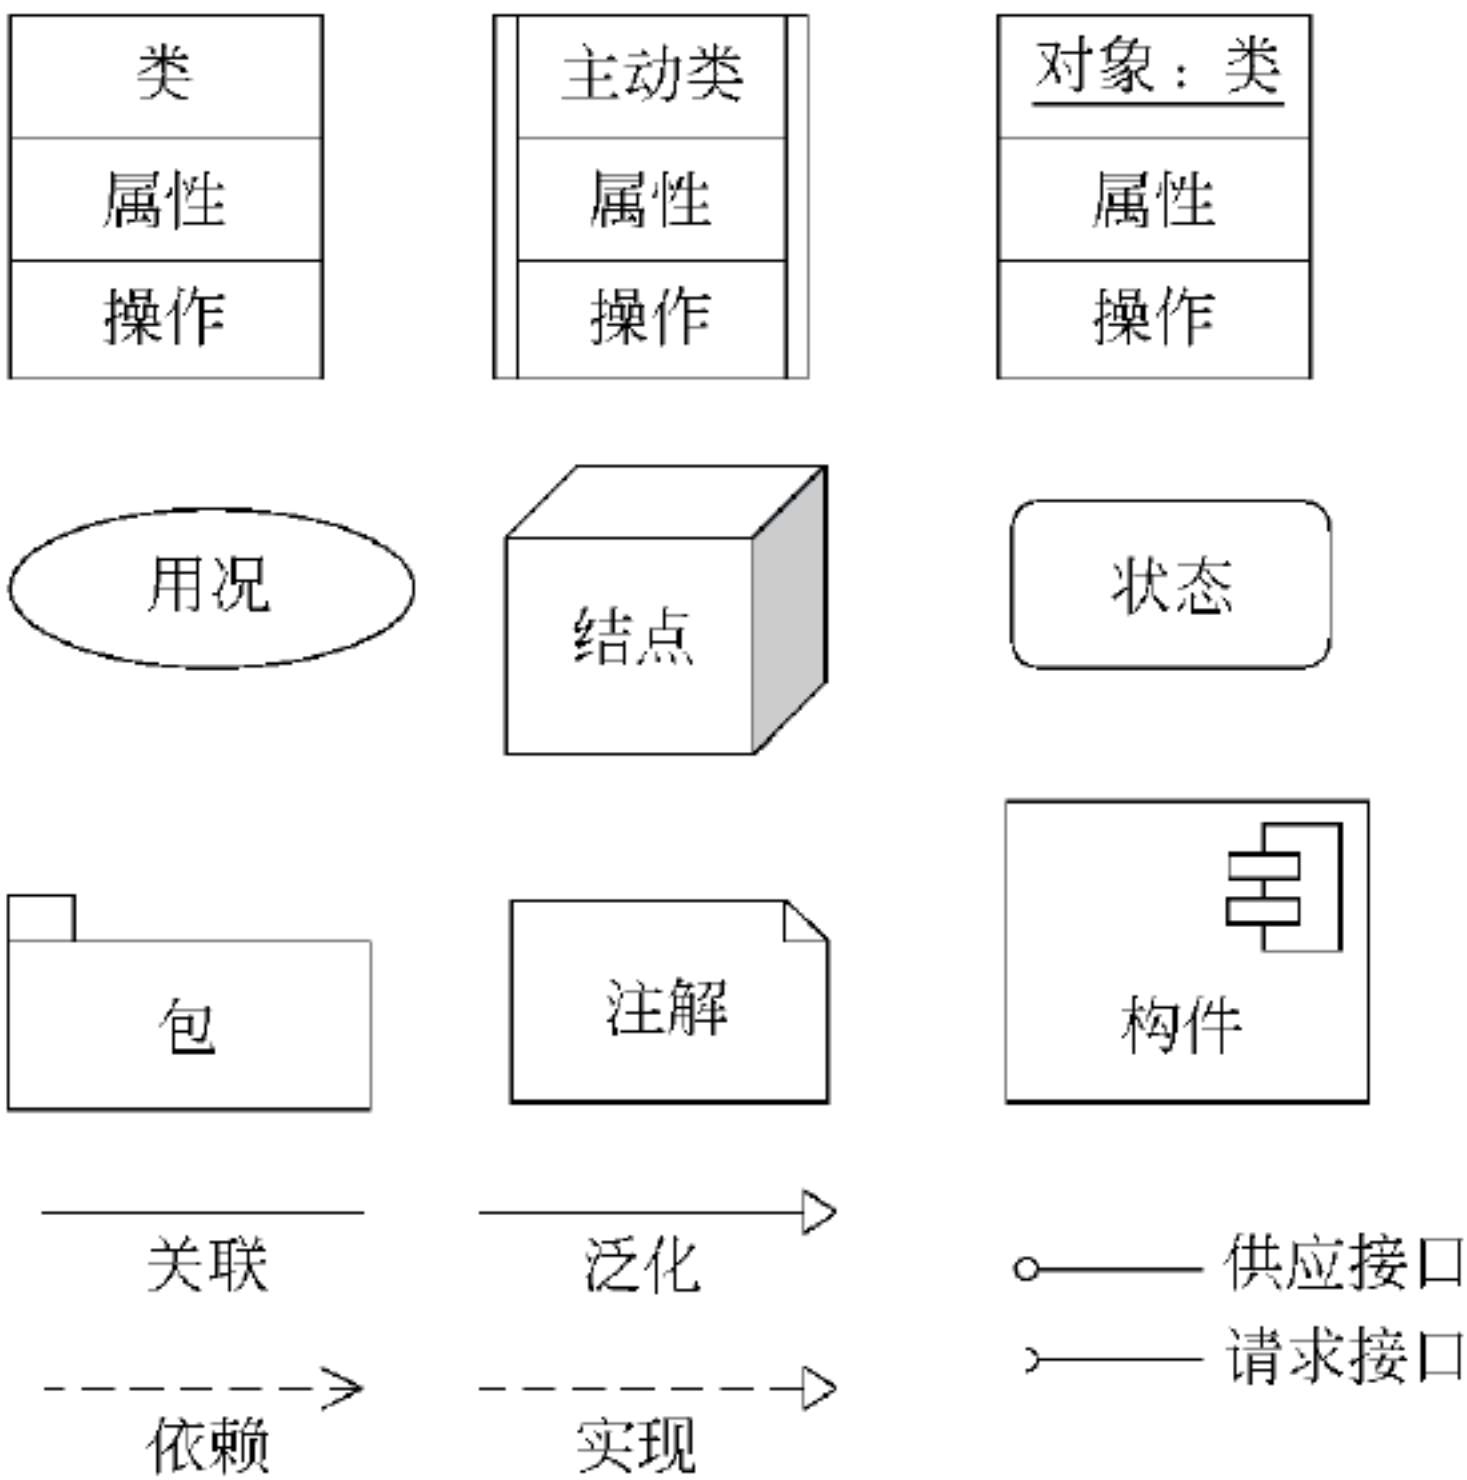 类
属性
操作
主动类
属性
操作
对象：类
属性
操作
用况
结点
状态
包
注解
构件
关联
泛化
供应接口
请求接口
依赖
实现